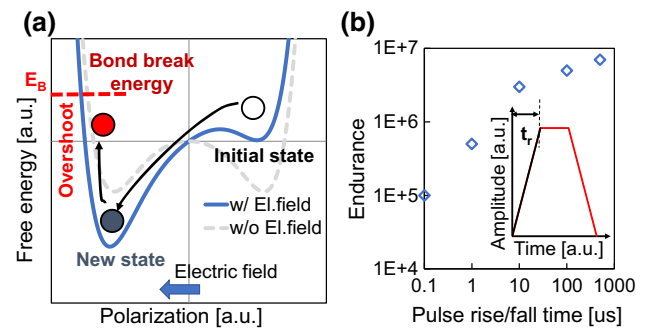 (a)
Free energy [a.u.]
E_B
Bond break
energy
Overshoot
Initial state
w/ El.field
w/o El.field
New state
Electric field
Polarization [a.u.]
(b)
Endurance
1E+7
1E+6
1E+5
1E+4
t_r
Amplitude [a.u.]
Time [a.u.]
0.1
1
10
100
1000
Pulse rise/fall time [us]